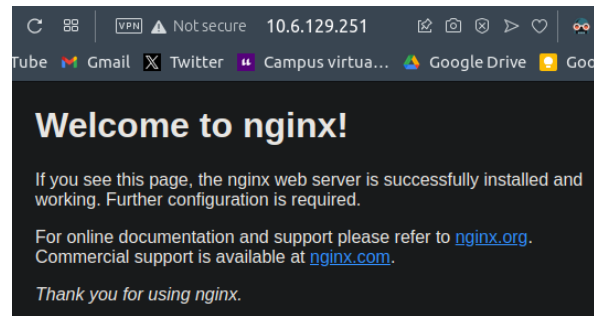 VPN Not secure 10.6.129.251
Tube Gmail Twitter Campus virtua... Google Drive Goo
Welcome to nginx!
If you see this page, the nginx web server is successfully installed and
working. Further configuration is required.
For online documentation and support please refer to nginx.org.
Commercial support is available at nginx.com.
Thank you for using nginx.